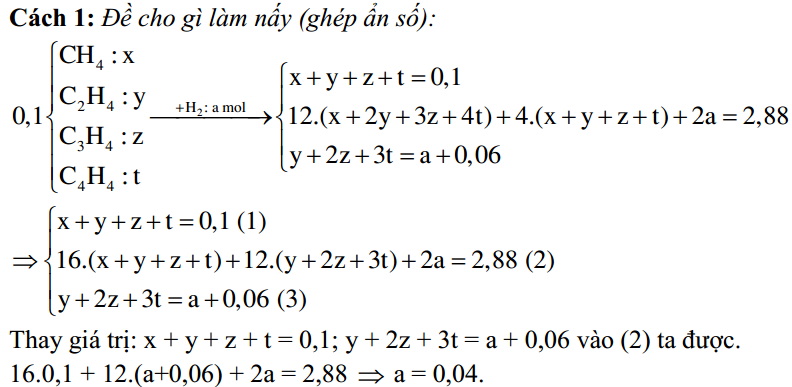 Cách 1: Đề cho gì làm nấy (ghép ẩn số):
CH₄ : x
x + y + z + t = 0,1
C₂H₄ : y
0,1
+H₂: a mol
12.(x + 2y + 3z + 4t) + 4.(x + y + z + t) + 2a = 2,88
C₃H₄ : z
y + 2z + 3t = a + 0,06
C₄H₄ : t
x + y + z + t = 0,1 (1)
⇒ 16.(x + y + z + t) + 12.(y + 2z + 3t) + 2a = 2,88 (2)
y + 2z + 3t = a + 0,06 (3)
Thay giá trị: x + y + z + t = 0,1; y + 2z + 3t = a + 0,06 vào (2) ta được.
16.0,1 + 12.(a+0,06) + 2a = 2,88 ⇒ a = 0,04.